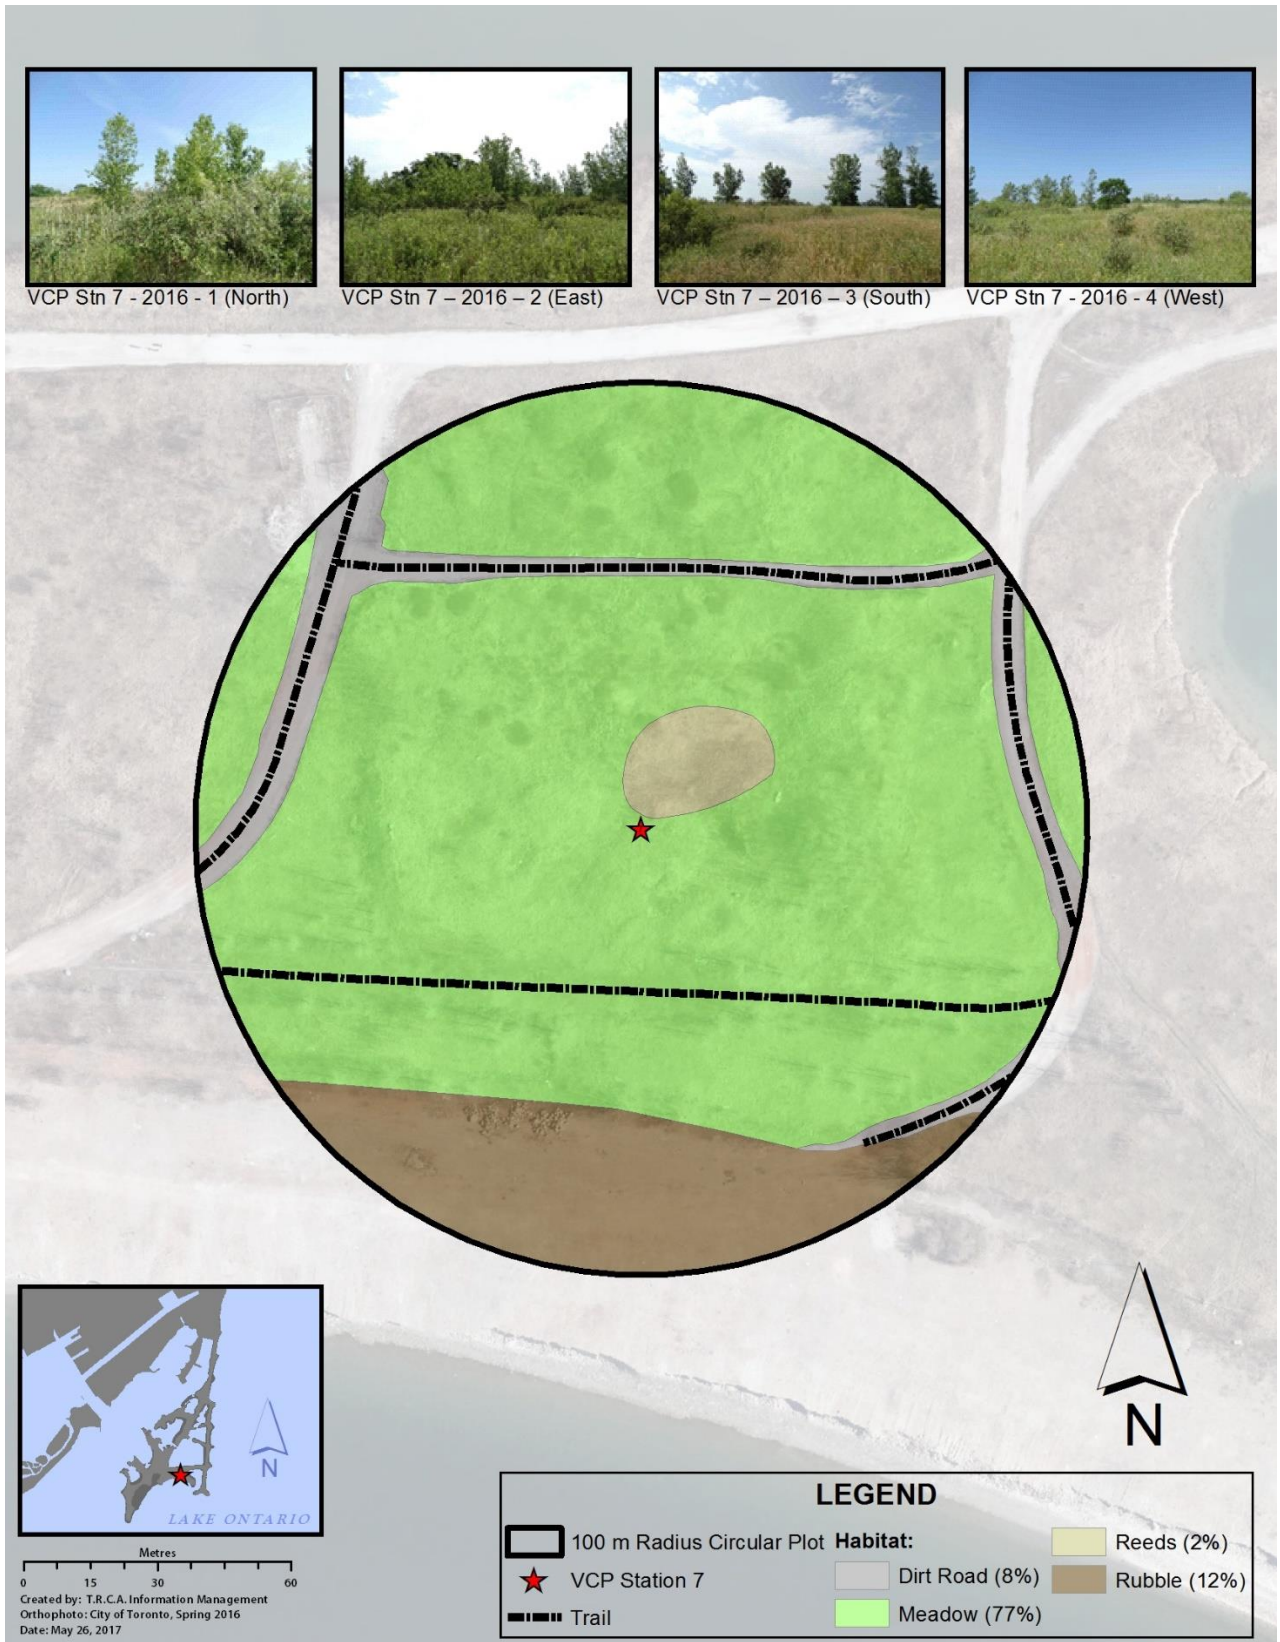 VCP Stn 7 - 2016 - 1 (North)
VCP Stn 7 – 2016 – 2 (East)
VCP Stn 7 – 2016 – 3 (South)
VCP Stn 7 - 2016 - 4 (West)
N
LAKE ONTARIO
N
Metres
0 15 30 60
Created by: T.R.C.A. Information Management
Orthophoto: City of Toronto, Spring 2016
Date: May 26, 2017
LEGEND
100 m Radius Circular Plot
VCP Station 7
Trail
Habitat:
Dirt Road (8%)
Meadow (77%)
Reeds (2%)
Rubble (12%)